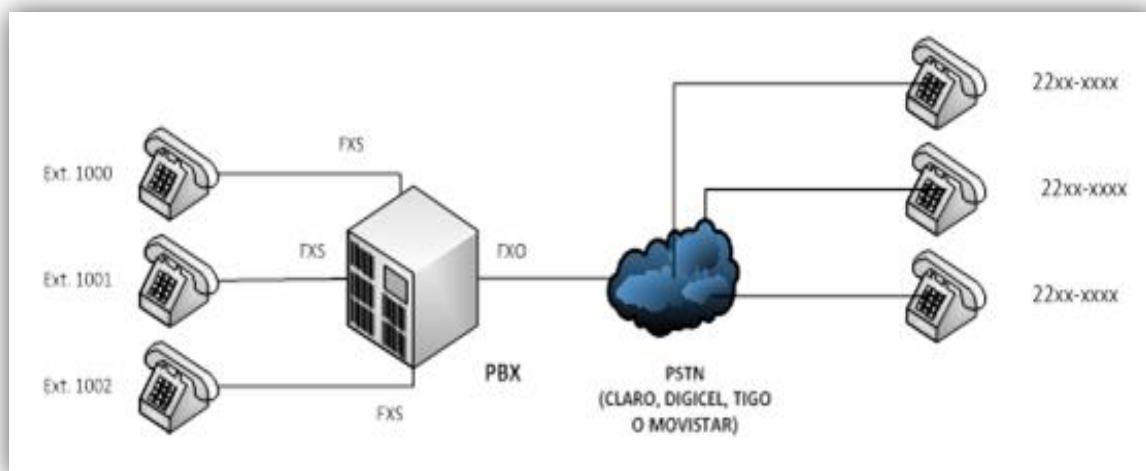 22xx-xxxx
FXS
Ext. 1000
22xx-xxxx
FXS
FXO
Ext. 1001
22xx-xxxx
PBX
PSTN
Ext. 1002
(CLARO, DIGICEL, TIGO
O MOVISTAR)
FXS